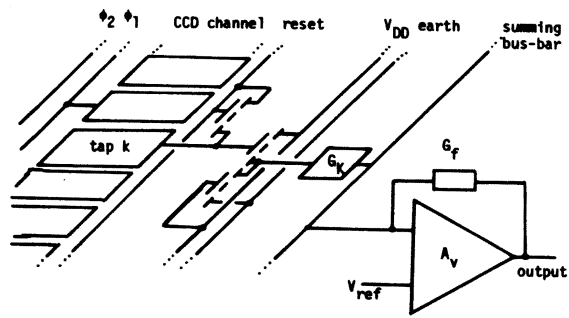 ϕ2 ϕ1 CCD channel reset VDD earth summing
bus-bar
tap k
GK
Gf
Av
Vref
output